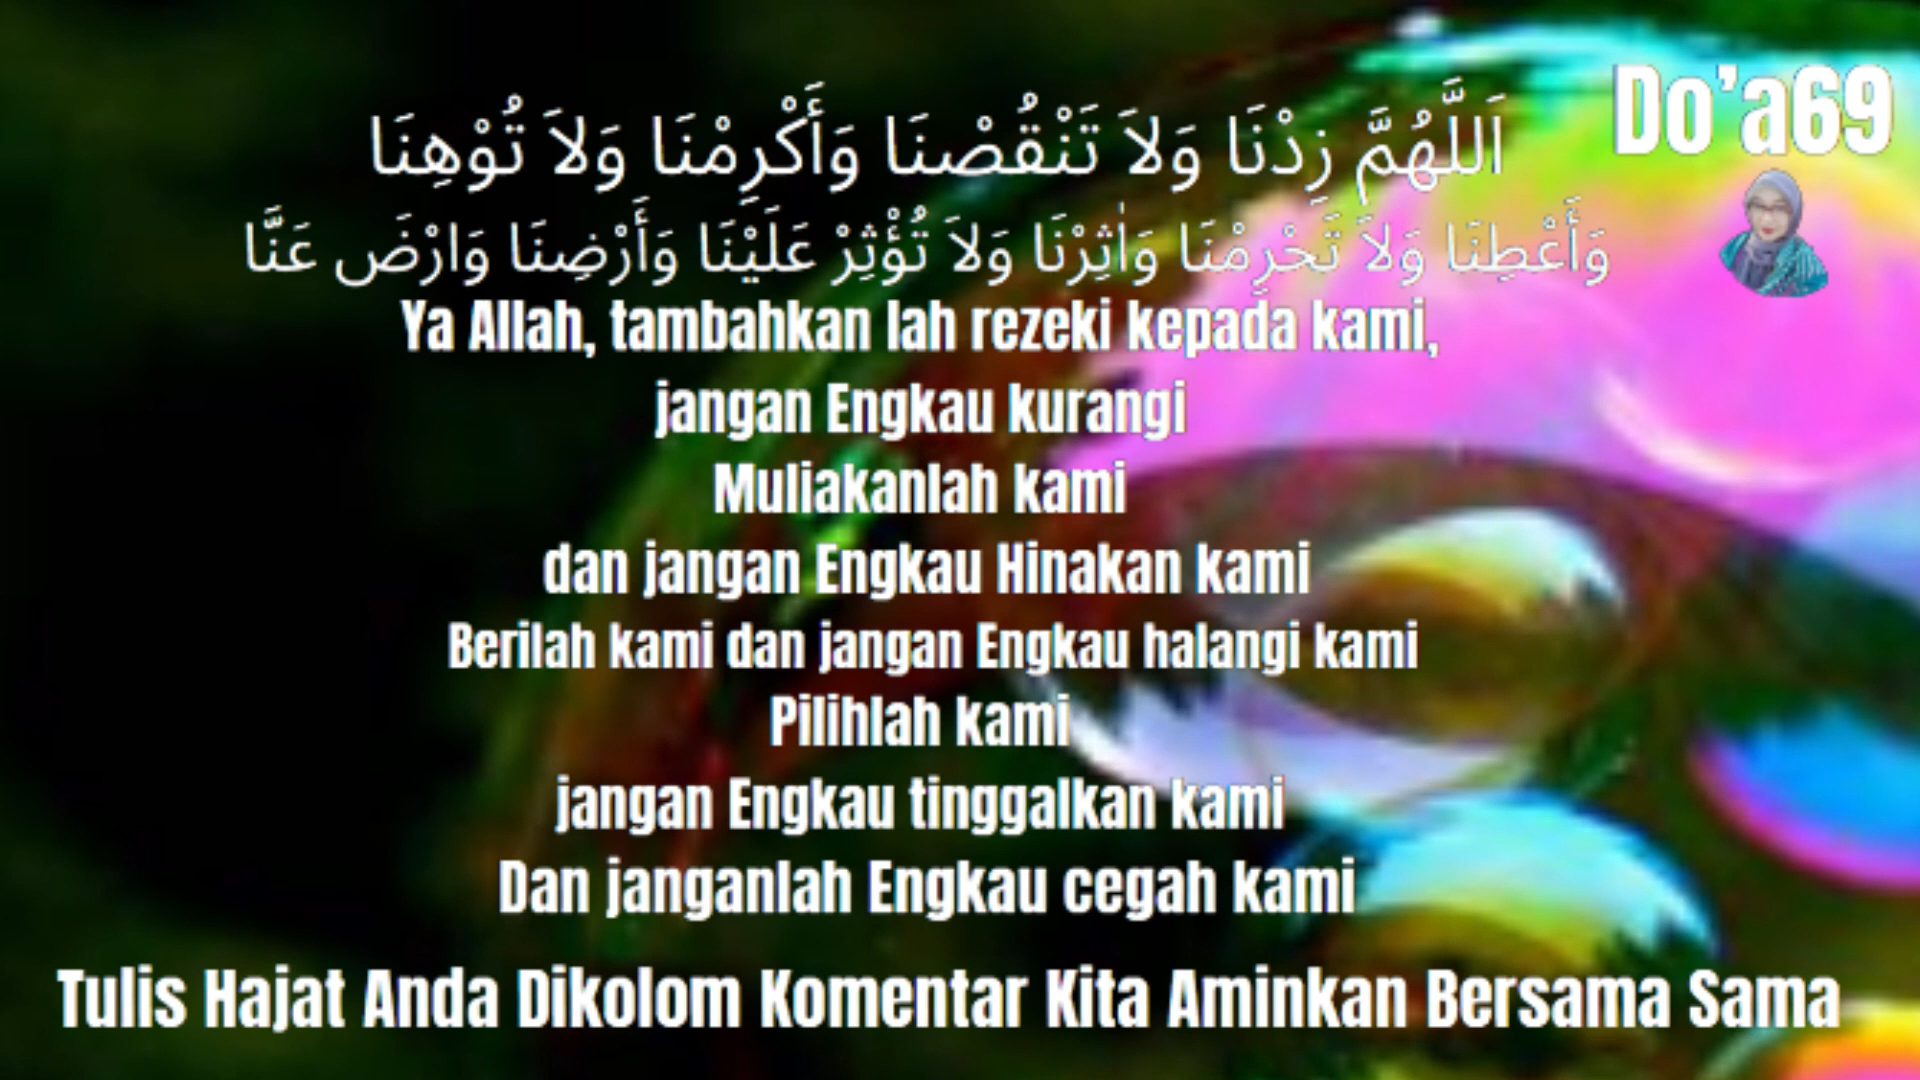 Do'a69
اَللَّهُمَّ زِدْنَا وَلاَ تَنْقُصْنَا وَأَكْرِمْنَا وَلاَ تُوْهِنَا
وَأَعْطِنَا وَلاَ تَحْرِمْنَا وَاٰثِرْنَا وَلاَ تُؤْثِرْ عَلَيْنَا وَأَرْضِنَا وَارْضَ عَنَّا
Ya Allah, tambahkan lah rezeki kepada kami,
jangan Engkau kurangi
Muliakanlah kami
dan jangan Engkau Hinakan kami
Berilah kami dan jangan Engkau halangi kami
Pilihlah kami
jangan Engkau tinggalkan kami
Dan janganlah Engkau cegah kami
Tulis Hajat Anda Dikolom Komentar Kita Aminkan Bersama Sama